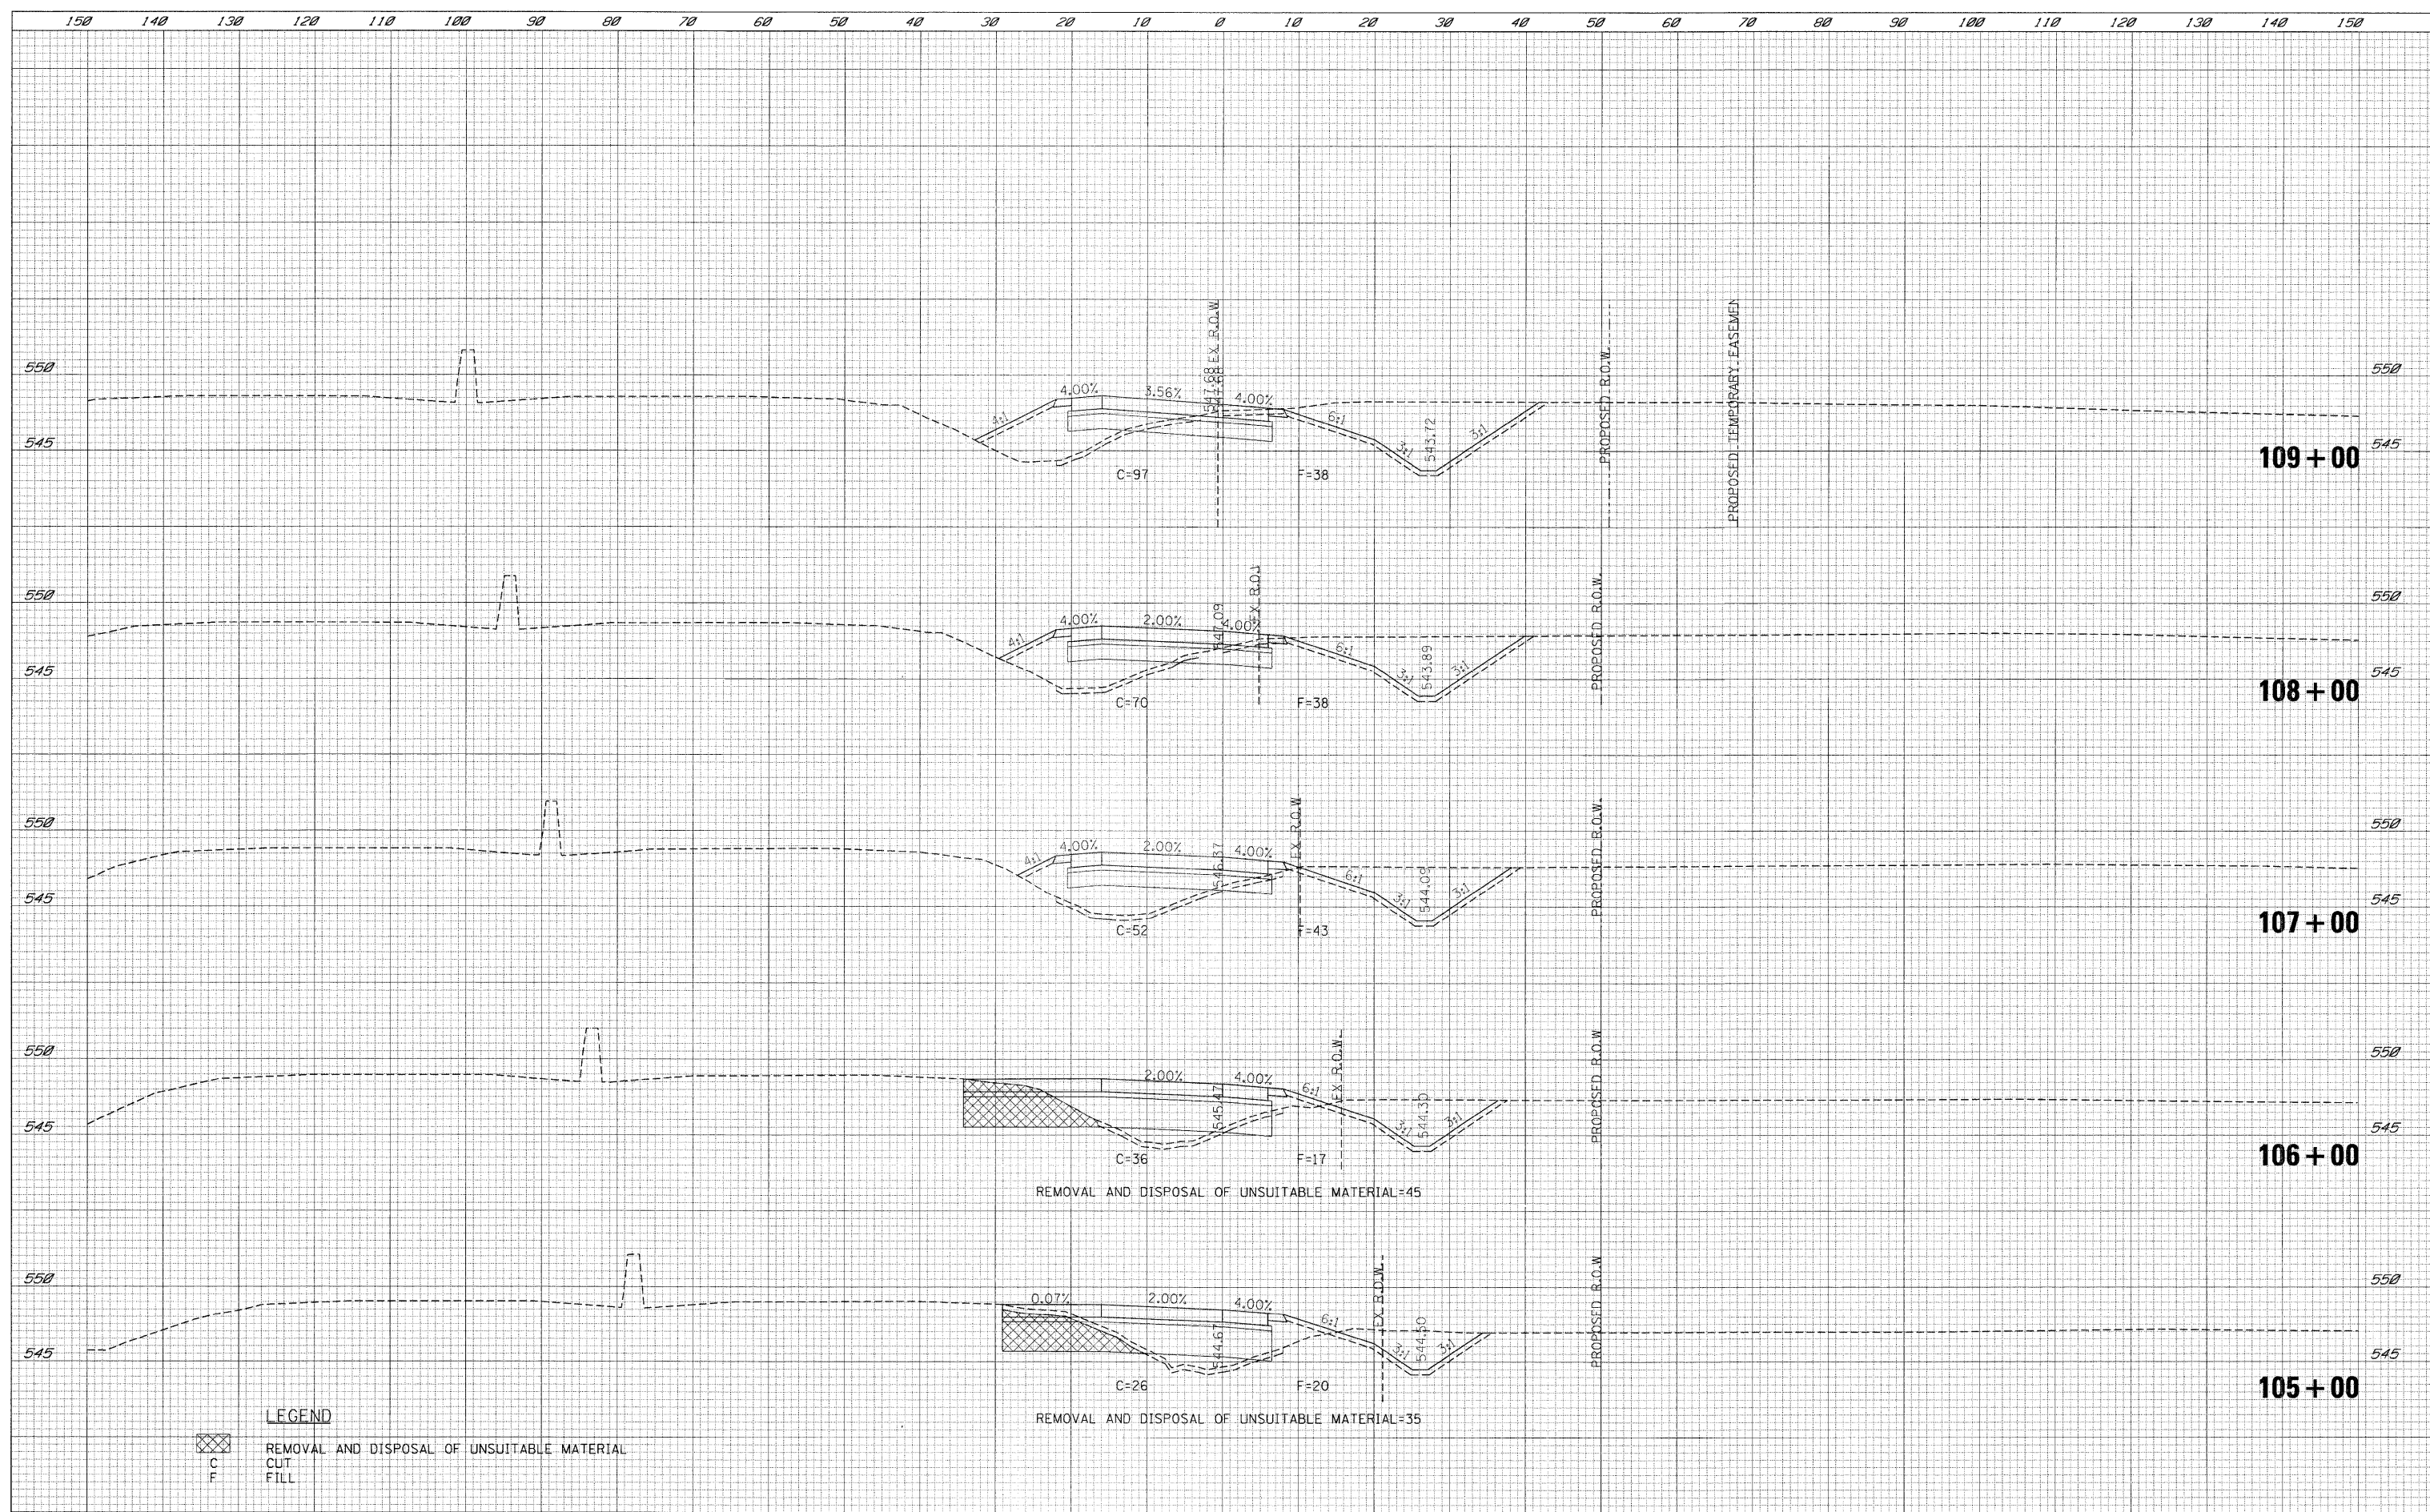 150 140 130 120 110 100 90 80 70 60 50 40 30 20 10 0 10 20 30 40 50 60 70 80 90 100 110 120 130 140 150
547.68 EX. R.O.W
PROPOSED R.O.W.
PROPOSED TEMPORARY EASEMEN
550 550
4:1 4.00% 3.56% 4.00% 6:1 3:1 543.72 3:1
545 545
109+00
C=97 F=38
EX. R.O.
PROPOSED R.O.W.
550 550
4:1 4.00% 2.00% 547.09 4.00% 6:1 3:1 543.89 3:1
545 545
108+00
C=70 F=38
EX. R.O.W
PROPOSED R.O.W.
550 550
4:1 4.00% 2.00% 546.37 4.00% 6:1 3:1 544.09 3:1
545 545
107+00
C=52 F=43
EX. R.O.W.
PROPOSED R.O.W
550 550
2.00% 545.47 4.00% 6:1 3:1 544.30 3:1
545 545
106+00
C=36 F=17
REMOVAL AND DISPOSAL OF UNSUITABLE MATERIAL=45
EX. R.O.W.
PROPOSED R.O.W
550 550
0.07% 2.00% 544.67 4.00% 6:1 3:1 544.50 3:1
545 545
105+00
C=26 F=20
REMOVAL AND DISPOSAL OF UNSUITABLE MATERIAL=35
LEGEND
REMOVAL AND DISPOSAL OF UNSUITABLE MATERIAL
C CUT
F FILL